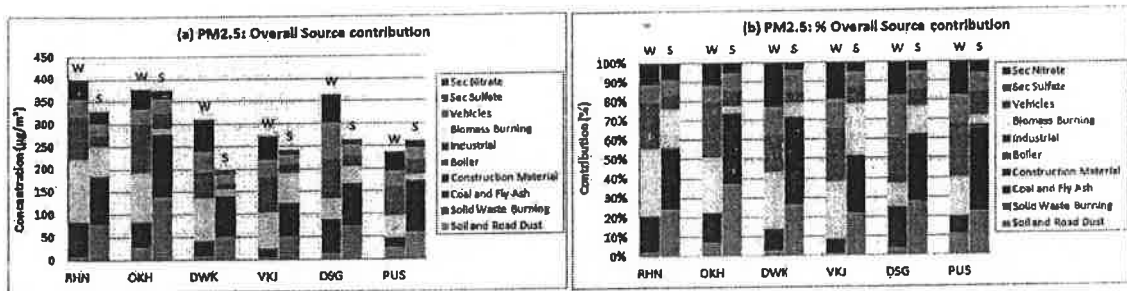 (a) PM2.5: Overall Source contribution
Concentration (µg/m³)
450
400
350
300
250
200
150
100
50
0
W S W S W S W S W S W S
RHN OKH DWK VKJ DSG PUS
Sec Nitrate
Sec Sulfate
Vehicles
Biomass Burning
Industrial
Boiler
Construction Material
Coal and Fly Ash
Solid Waste Burning
Soil and Road Dust
(b) PM2.5: % Overall Source contribution
Contribution (%)
100%
90%
80%
70%
60%
50%
40%
30%
20%
10%
0%
W S W S W S W S W S W S
RHN OKH DWK VKJ DSG PUS
Sec Nitrate
Sec Sulfate
Vehicles
Biomass Burning
Industrial
Boiler
Construction Material
Coal and Fly Ash
Solid Waste Burning
Soil and Road Dust